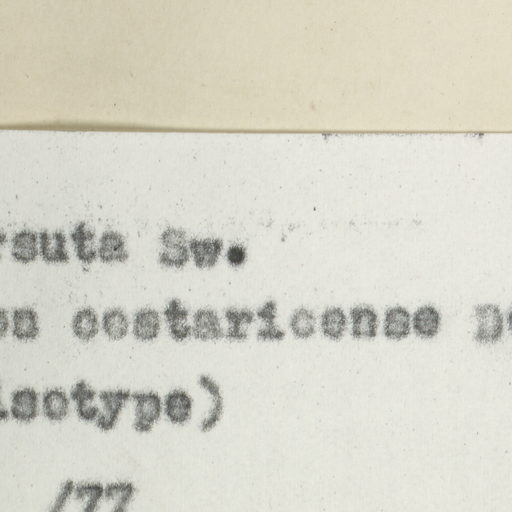 rsuta Sw.
costaricense
isotype)
/77